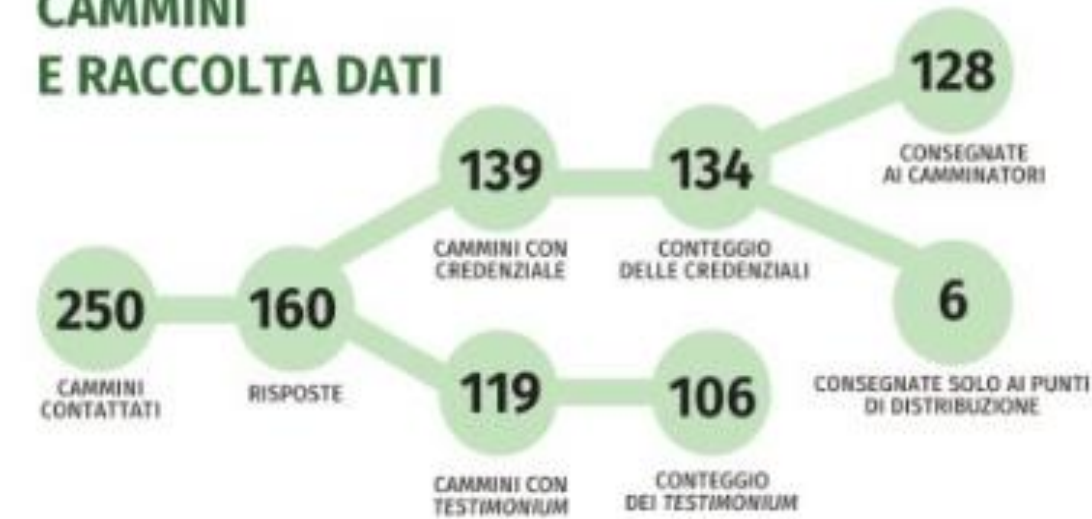 CAMMINI
E RACCOLTA DATI
250
CAMMINI
CONTATTATI
160
RISPOSTE
139
CAMMINI CON
CREDENZIALE
134
CONTEGGIO
DELLE CREDENZIALI
128
CONSEGNATE
AI CAMMINATORI
6
CONSEGNATE SOLO AI PUNTI
DI DISTRIBUZIONE
119
CAMMINI CON
TESTIMONIUM
106
CONTEGGIO
DEI TESTIMONIUM